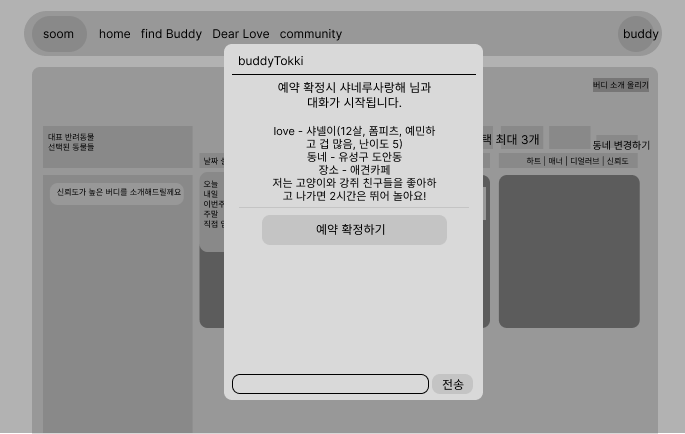 soom home find Buddy Dear Love community buddy
buddyTokki
예약 확정시 샤네루사랑해 님과
대화가 시작됩니다.
love - 샤넬이(12살, 폼피츠, 예민하
고 겁 많음, 난이도 5)
동네 - 유성구 도안동
장소 - 애견카페
저는 고양이와 강쥐 친구들을 좋아하
고 나가면 2시간은 뛰어 놀아요!
예약 확정하기
전송
버디 소개 올리기
대표 반려동물
선택된 동물들
신뢰도가 높은 버디를 소개해드릴께요
날짜
오늘
내일
이번주
주말
직접
택 최대 3개
동네 변경하기
하트 | 매너 | 디얼러브 | 신뢰도